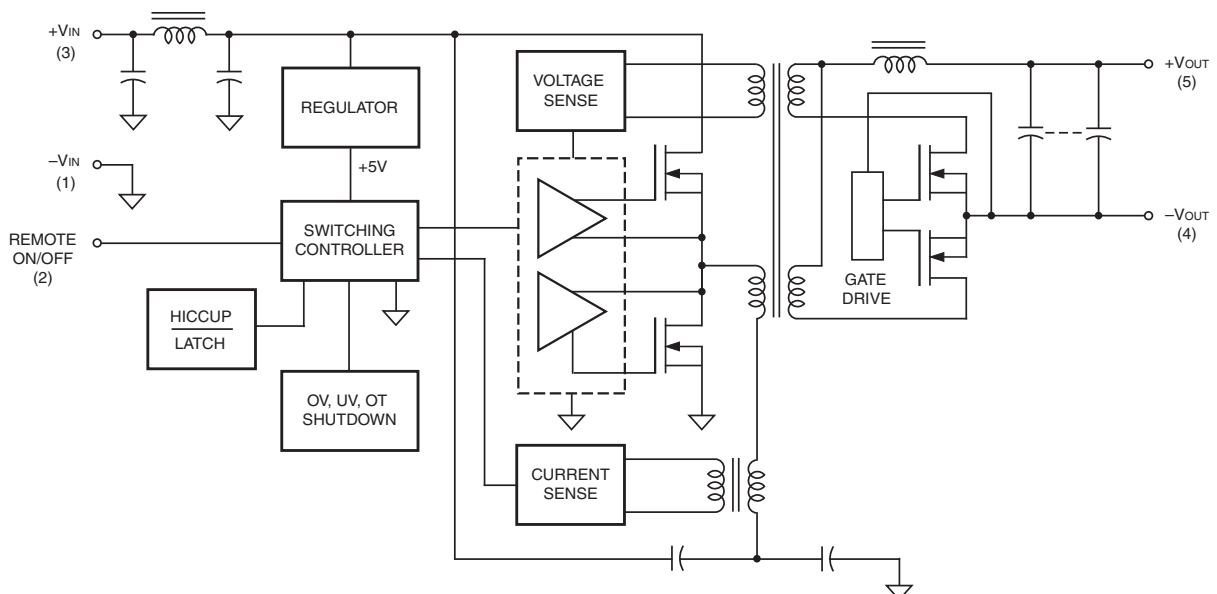 +VIN
(3)
–VIN
(1)
REMOTE
ON/OFF
(2)
REGULATOR
+5V
SWITCHING
CONTROLLER
HICCUP
LATCH
OV, UV, OT
SHUTDOWN
VOLTAGE
SENSE
CURRENT
SENSE
GATE
DRIVE
+VOUT
(5)
–VOUT
(4)